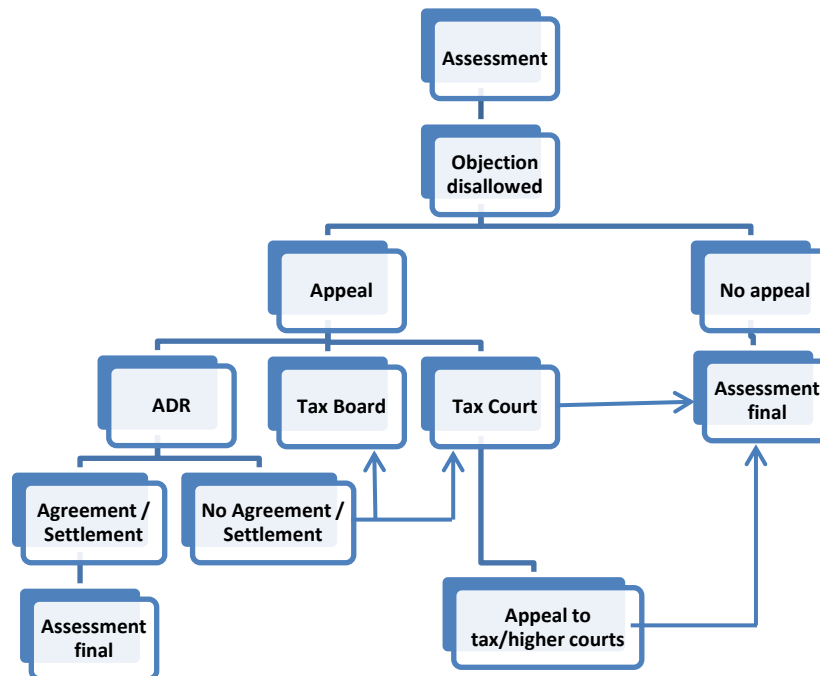 Assessment
Objection
disallowed
Appeal
No appeal
ADR
Tax Board
Tax Court
Assessment
final
Agreement /
Settlement
No Agreement /
Settlement
Appeal to
tax/higher courts
Assessment
final